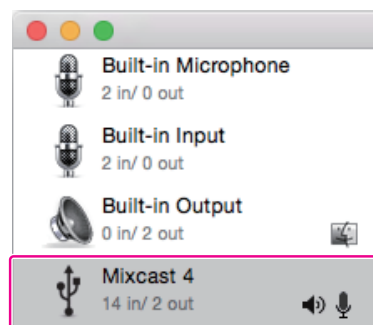 Built-in Microphone
2 in/ 0 out
Built-in Input
2 in/ 0 out
Built-in Output
0 in/ 2 out
Mixcast 4
14 in/ 2 out